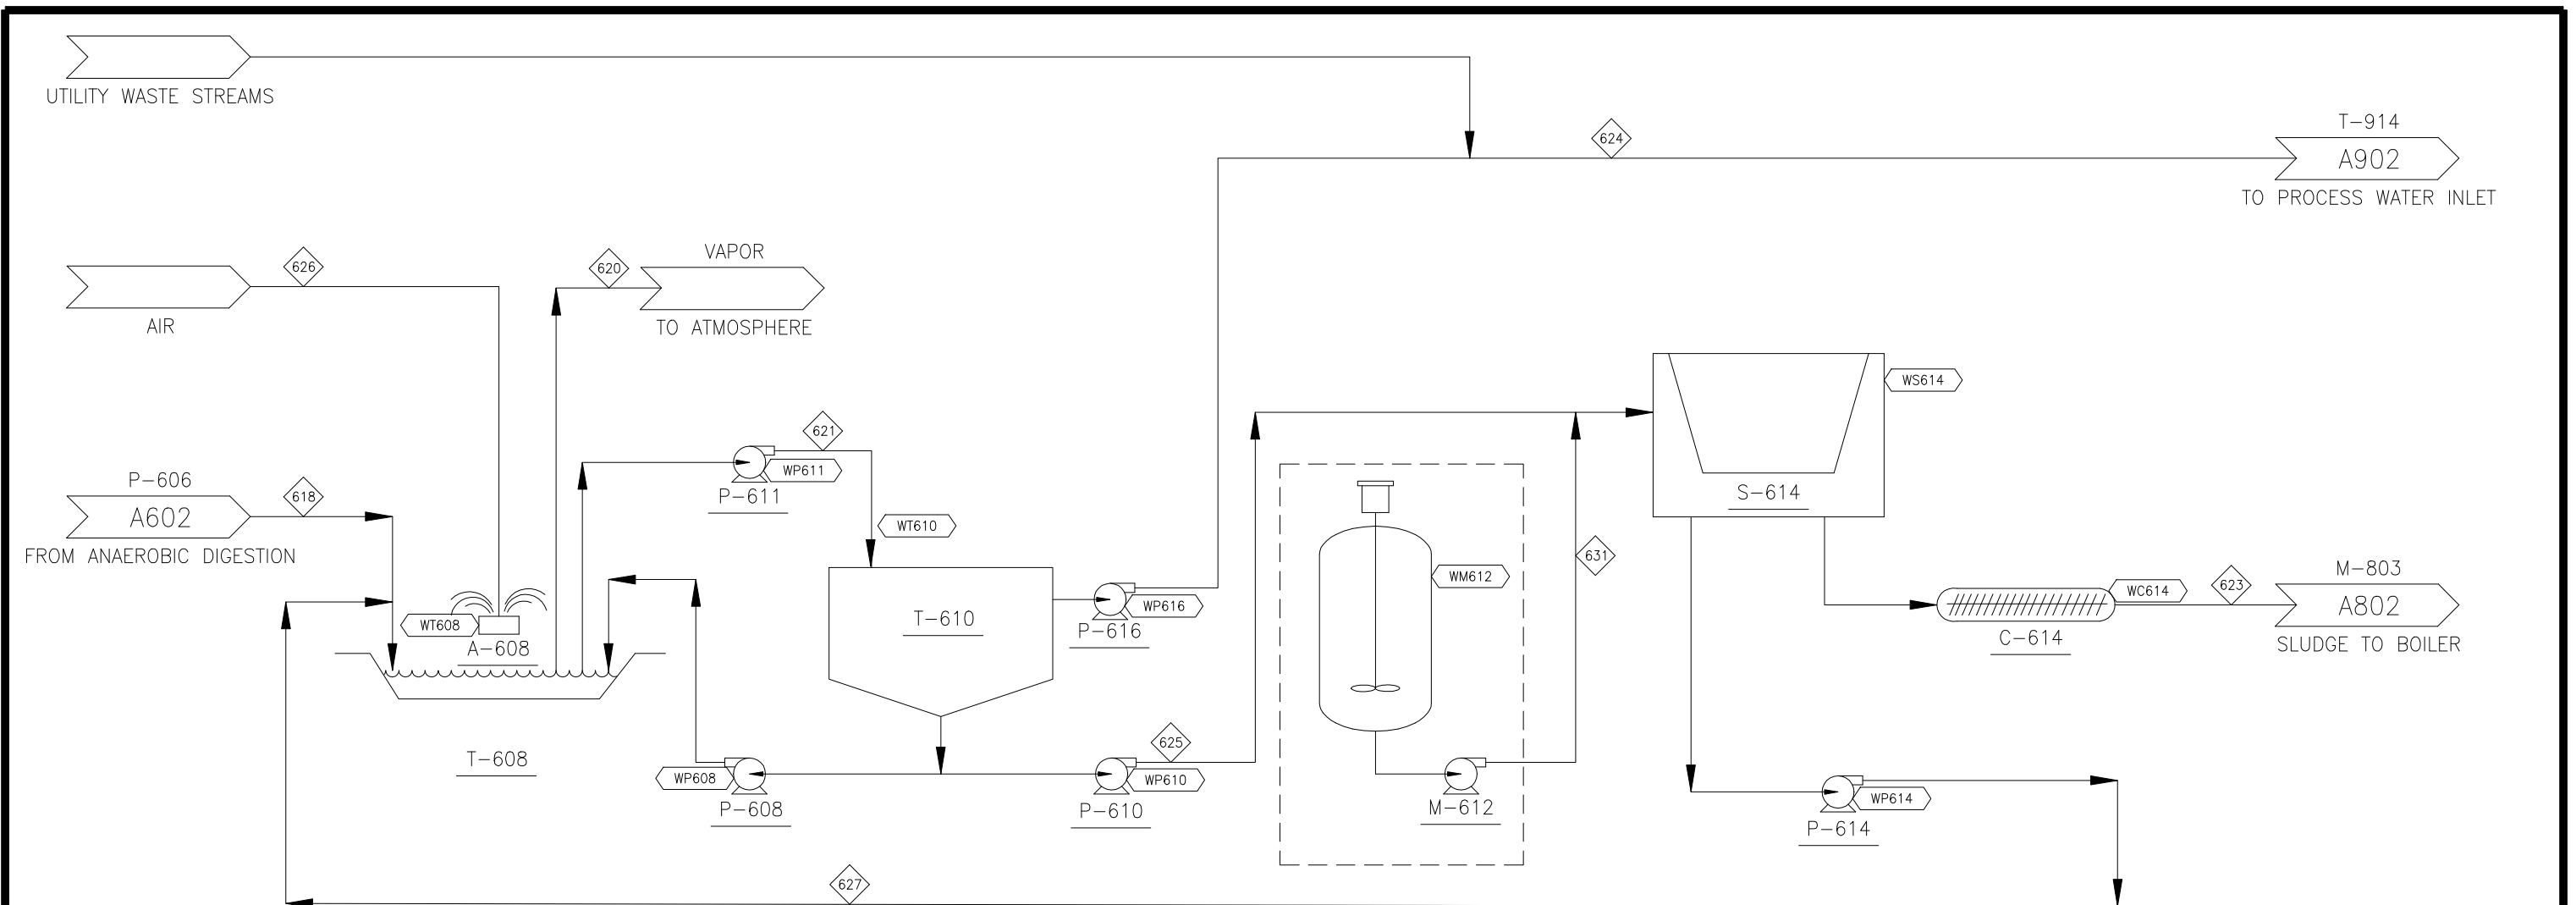 UTILITY WASTE STREAMS
624
T-914
A902
TO PROCESS WATER INLET
626
AIR
620
VAPOR
TO ATMOSPHERE
WS614
S-614
621
WP611
P-611
P-606
A602
618
FROM ANAEROBIC DIGESTION
WT610
631
WM612
WT608
A-608
T-610
WP616
P-616
WC614
C-614
623
M-803
A802
SLUDGE TO BOILER
T-608
WP608
P-608
625
WP610
P-610
M-612
WP614
P-614
627